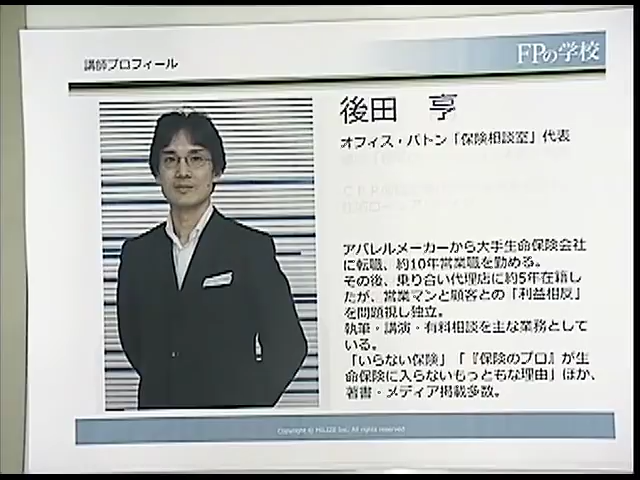 講師プロフィール
FPの学校
後田 亨
オフィス・バトン「保険相談室」代表
アパレルメーカーから大手生命保険会社
に転職、約10年営業職を勤める。
その後、乗り合い代理店に約5年在籍し
たが、営業マンと顧客との「利益相反」
を問題視し独立。
執筆・講演・有料相談を主な業務として
いる。
「いらない保険」「『保険のプロ』が生
命保険に入らないもっともな理由」ほか、
著書・メディア掲載多数。
Copyright © MILIZE Inc. All rights reserved